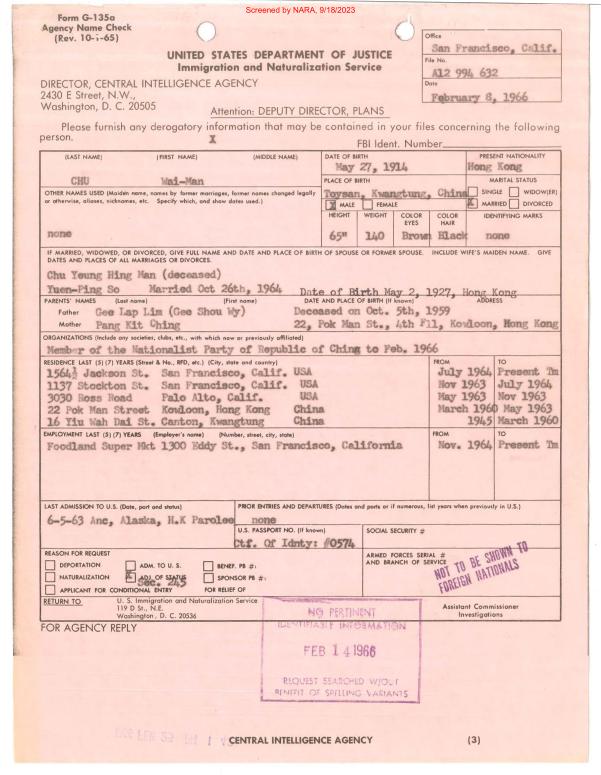 Screened by NARA, 9/18/2023
Form G-135a
Agency Name Check
(Rev. 10-1-65)
UNITED STATES DEPARTMENT OF JUSTICE
Immigration and Naturalization Service
Office
San Francisco, Calif.
File No.
A12 994 632
Date
February 8, 1966
DIRECTOR, CENTRAL INTELLIGENCE AGENCY
2430 E Street, N.W.,
Washington, D. C. 20505
Attention: DEPUTY DIRECTOR, PLANS
Please furnish any derogatory information that may be contained in your files concerning the following
person. X FBI Ident. Number
(LAST NAME) (FIRST NAME) (MIDDLE NAME) DATE OF BIRTH PRESENT NATIONALITY
CHU Wai-Man May 27, 1914 Hong Kong
OTHER NAMES USED (Maiden name, names by former marriages, former names changed legally
or otherwise, aliases, nicknames, etc. Specify which, and show dates used.)
none
PLACE OF BIRTH
Toysan, Kwangtung, China
MARITAL STATUS
SINGLE WIDOW(ER)
X MARRIED DIVORCED
X MALE FEMALE
HEIGHT WEIGHT COLOR EYES COLOR HAIR IDENTIFYING MARKS
65" 140 Brown Black none
IF MARRIED, WIDOWED, OR DIVORCED, GIVE FULL NAME AND DATE AND PLACE OF BIRTH OF SPOUSE OR FORMER SPOUSE. INCLUDE WIFE'S MAIDEN NAME. GIVE
DATES AND PLACES OF ALL MARRIAGES OR DIVORCES.
Chu Yeung Hing Man (deceased)
Yuen-Ping So Married Oct 26th, 1964 Date of Birth May 2, 1927, Hong Kong
PARENTS' NAMES (Last name) (First name) DATE AND PLACE OF BIRTH (If known) ADDRESS
Father Gee Lap Lim (Gee Shou Wy) Deceased on Oct. 5th, 1959
Mother Pang Kit Ching 22, Pok Man St., 4th Fl1, Kowloon, Hong Kong
ORGANIZATIONS (Include any societies, clubs, etc., with which now or previously affiliated)
Member of the Nationalist Party of Republic of China to Feb. 1966
RESIDENCE LAST (5) (7) YEARS (Street & No., RFD, etc.) (City, state and country) FROM TO
1564½ Jackson St. San Francisco, Calif. USA July 1964 Present Tm
1137 Stockton St. San Francisco, Calif. USA Nov 1963 July 1964
3030 Ross Road Palo Alto, Calif. USA May 1963 Nov 1963
22 Pok Man Street Kowloon, Hong Kong China March 1960 May 1963
16 Yiu Wah Dai St. Canton, Kwangtung China 1945 March 1960
EMPLOYMENT LAST (5) (7) YEARS (Employer's name) (Number, street, city, state) FROM TO
Foodland Super Mkt 1300 Eddy St., San Francisco, California Nov. 1964 Present Tm
LAST ADMISSION TO U.S. (Date, port and status) PRIOR ENTRIES AND DEPARTURES (Dates and ports or if numerous, list years when previously in U.S.)
6-5-63 Anc, Alaska, H.K Parolee none
U.S. PASSPORT NO. (If known) SOCIAL SECURITY #
Ctf. Of Idnty: #0574
REASON FOR REQUEST
DEPORTATION ADM. TO U.S. BENEF. PB #:
NATURALIZATION X ADJ. OF STATUS SPONSOR PB #:
Sec. 245
APPLICANT FOR CONDITIONAL ENTRY FOR RELIEF OF
ARMED FORCES SERIAL #
AND BRANCH OF SERVICE
NOT TO BE SHOWN TO
FOREIGN NATIONALS
RETURN TO U. S. Immigration and Naturalization Service
119 D St., N.E.
Washington, D.C. 20536
Assistant Commissioner
Investigations
FOR AGENCY REPLY
NO PERTINENT
IDENTIFIABLE INFORMATION
FEB 14 1966
REQUEST SEARCHED W/OUT
BENEFIT OF SPELLING VARIANTS
CENTRAL INTELLIGENCE AGENCY (3)